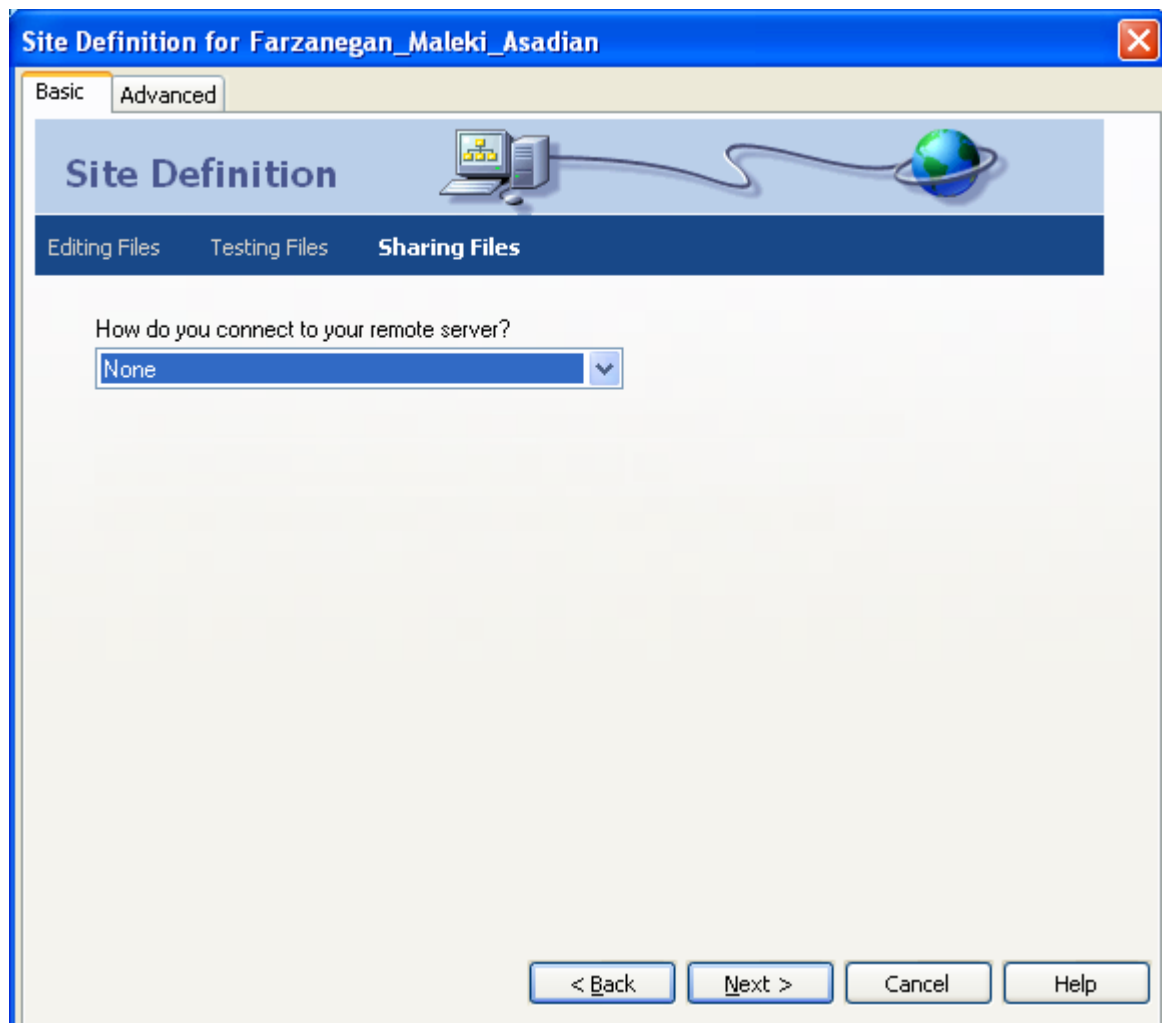 Site Definition for Farzanegan_Maleki_Asadian
Basic Advanced
Site Definition
Editing Files Testing Files Sharing Files
How do you connect to your remote server?
None
< Back Next > Cancel Help